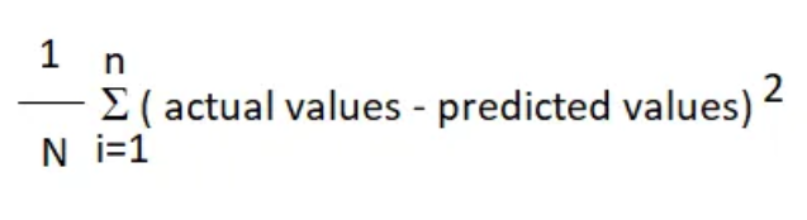 1 n
Σ ( actual values - predicted values) 2
N i=1